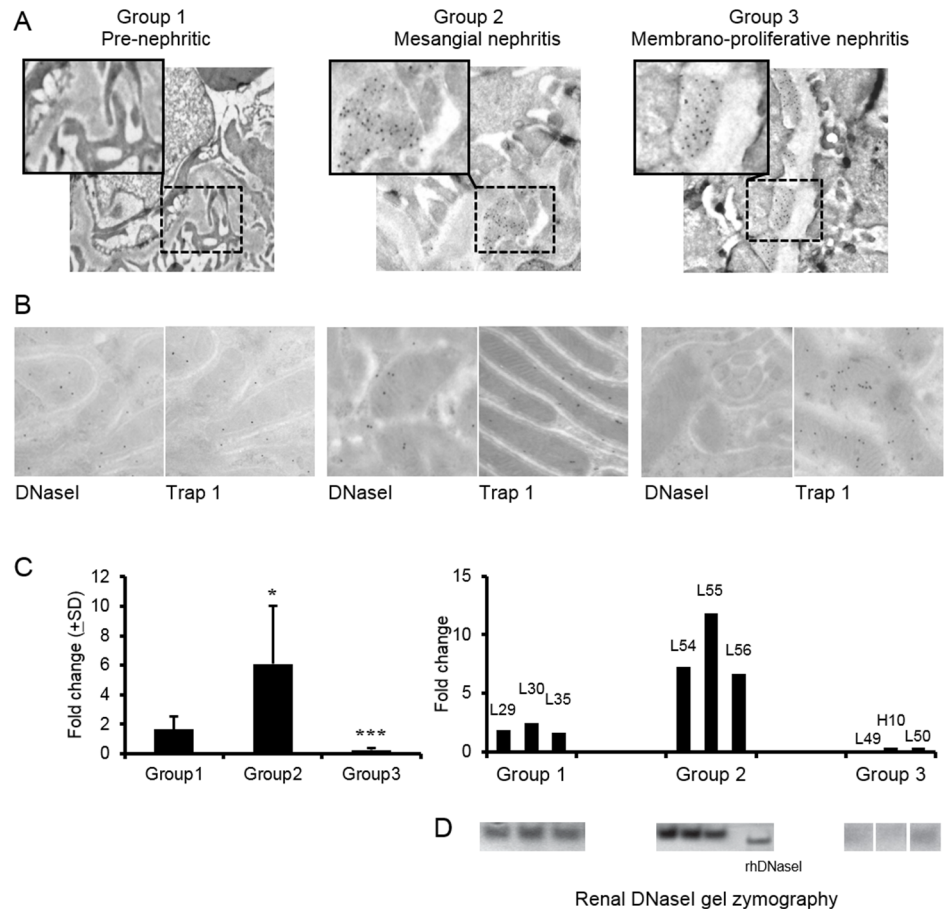 A
Group 1
Pre-nephritic
Group 2
Mesangial nephritis
Group 3
Membrano-proliferative nephritis
B
DNaseI Trap 1 DNaseI Trap 1 DNaseI Trap 1
C
Fold change (±SD)
12
10
8
6
4
2
0
*
***
Group1 Group2 Group3
Fold change
15
10
5
0
L29 L30 L35
L54 L55 L56
L49 H10 L50
Group 1 Group 2 Group 3
D
rhDNaseI
Renal DNaseI gel zymography